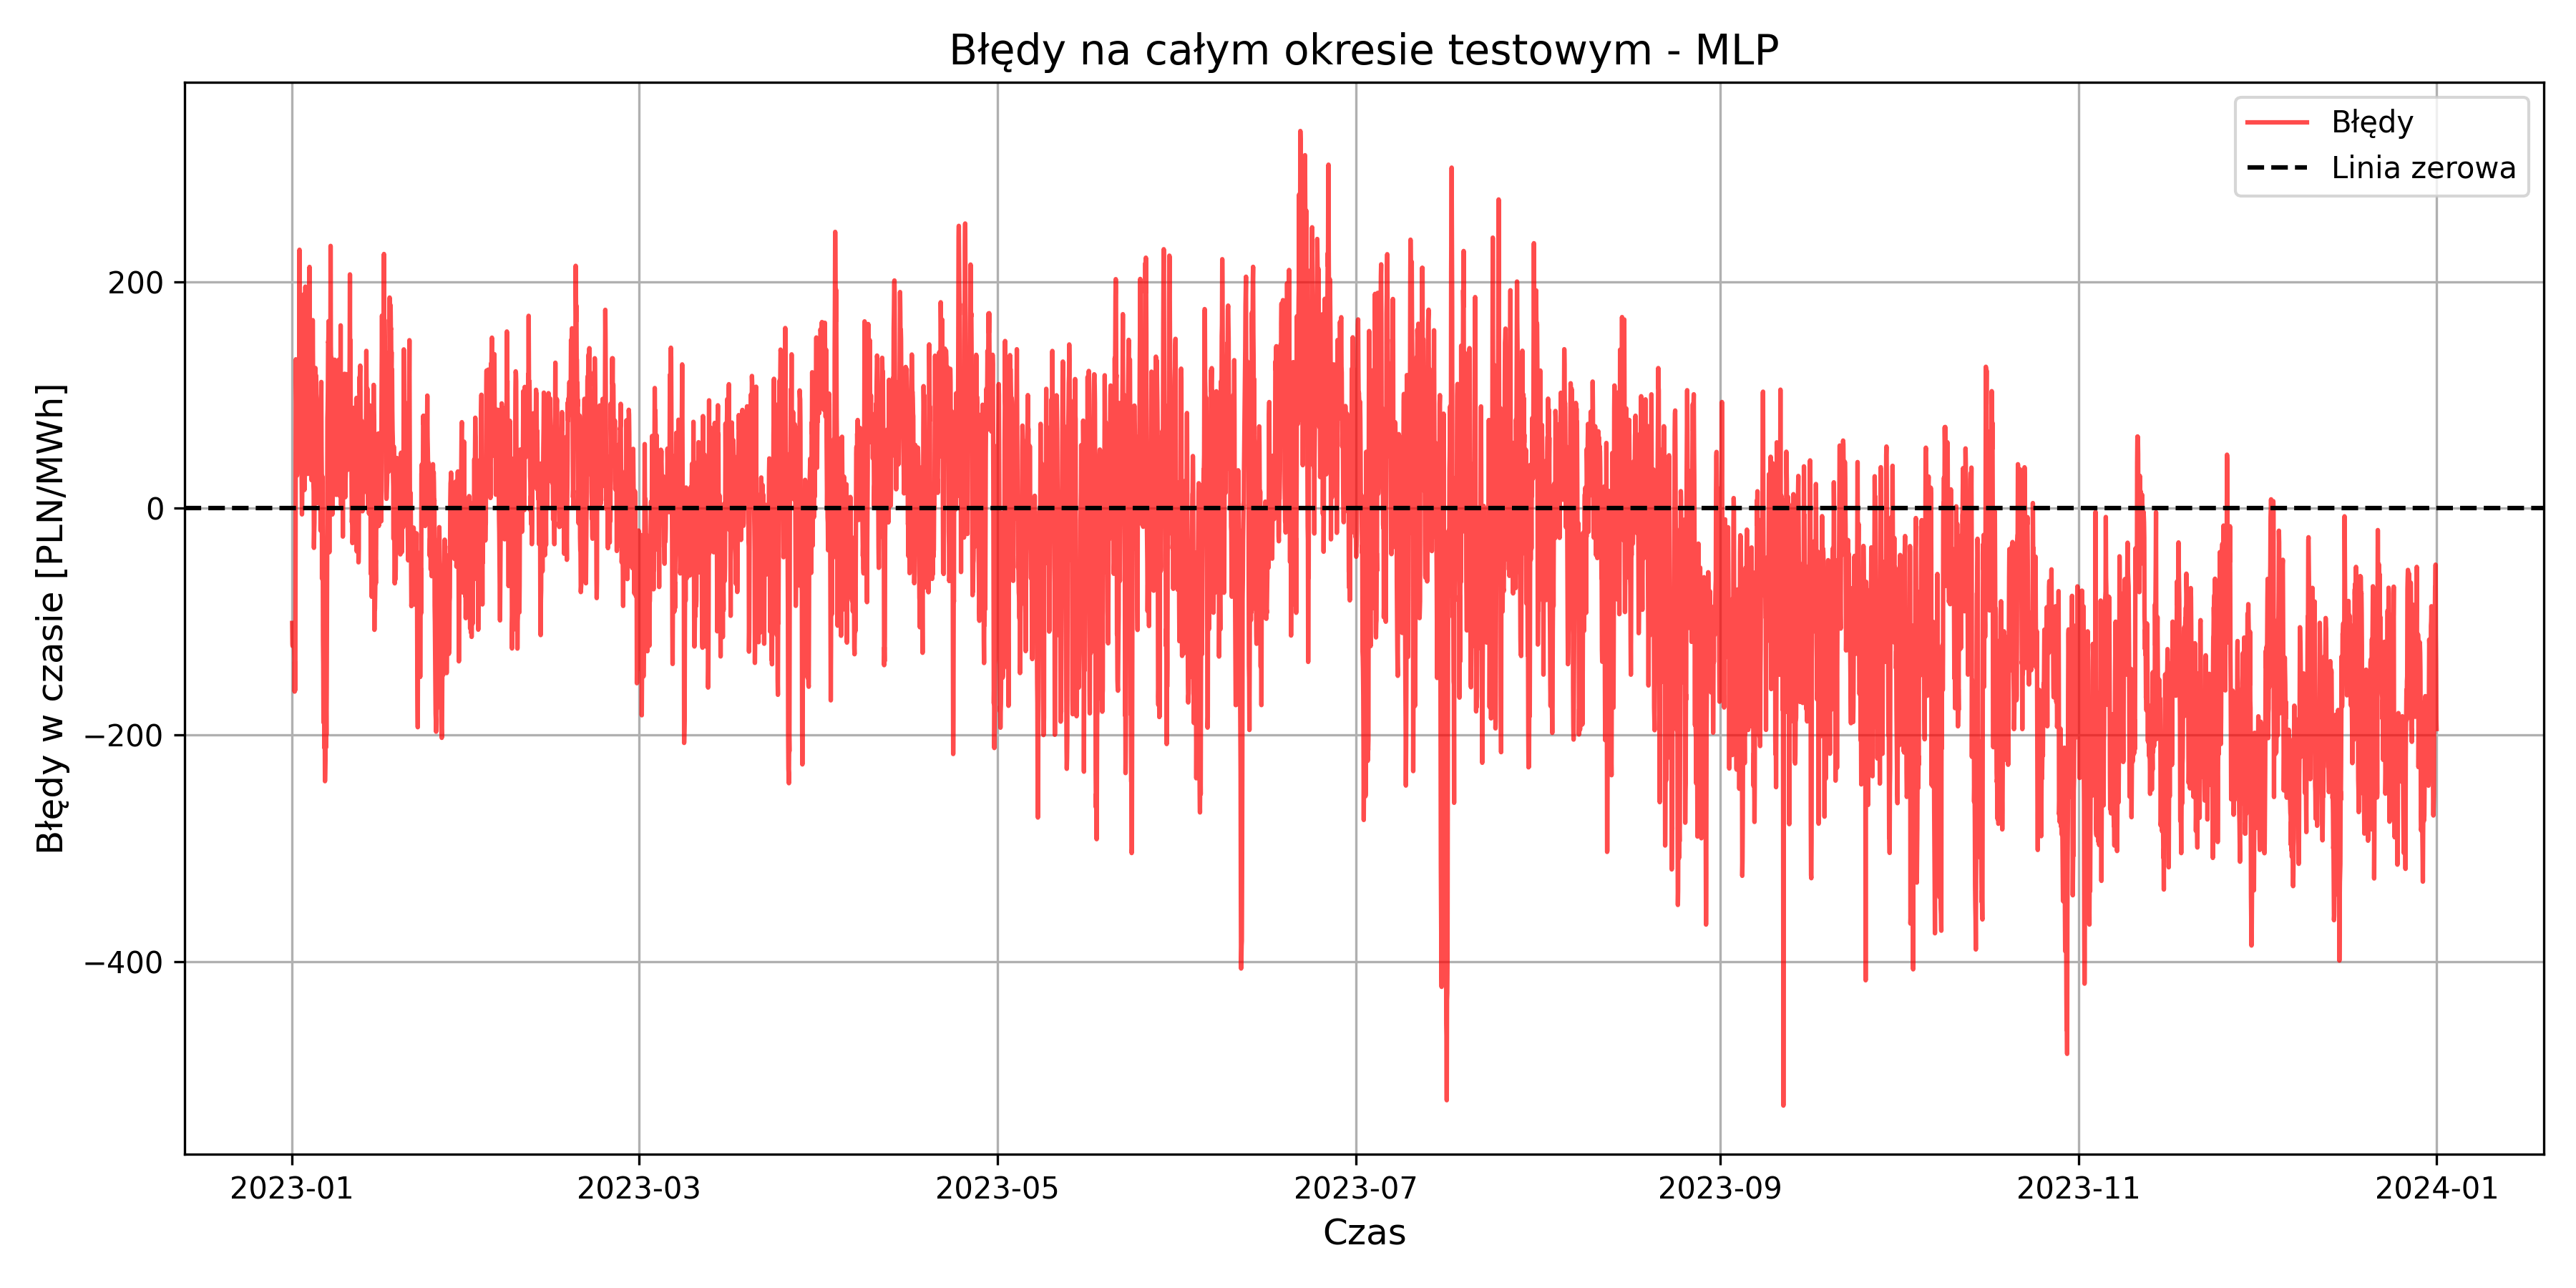 Błędy na całym okresie testowym - MLP
Błędy
Linia zerowa
Błędy w czasie [PLN/MWh]
200
0
−200
−400
2023-01
2023-03
2023-05
2023-07
2023-09
2023-11
2024-01
Czas